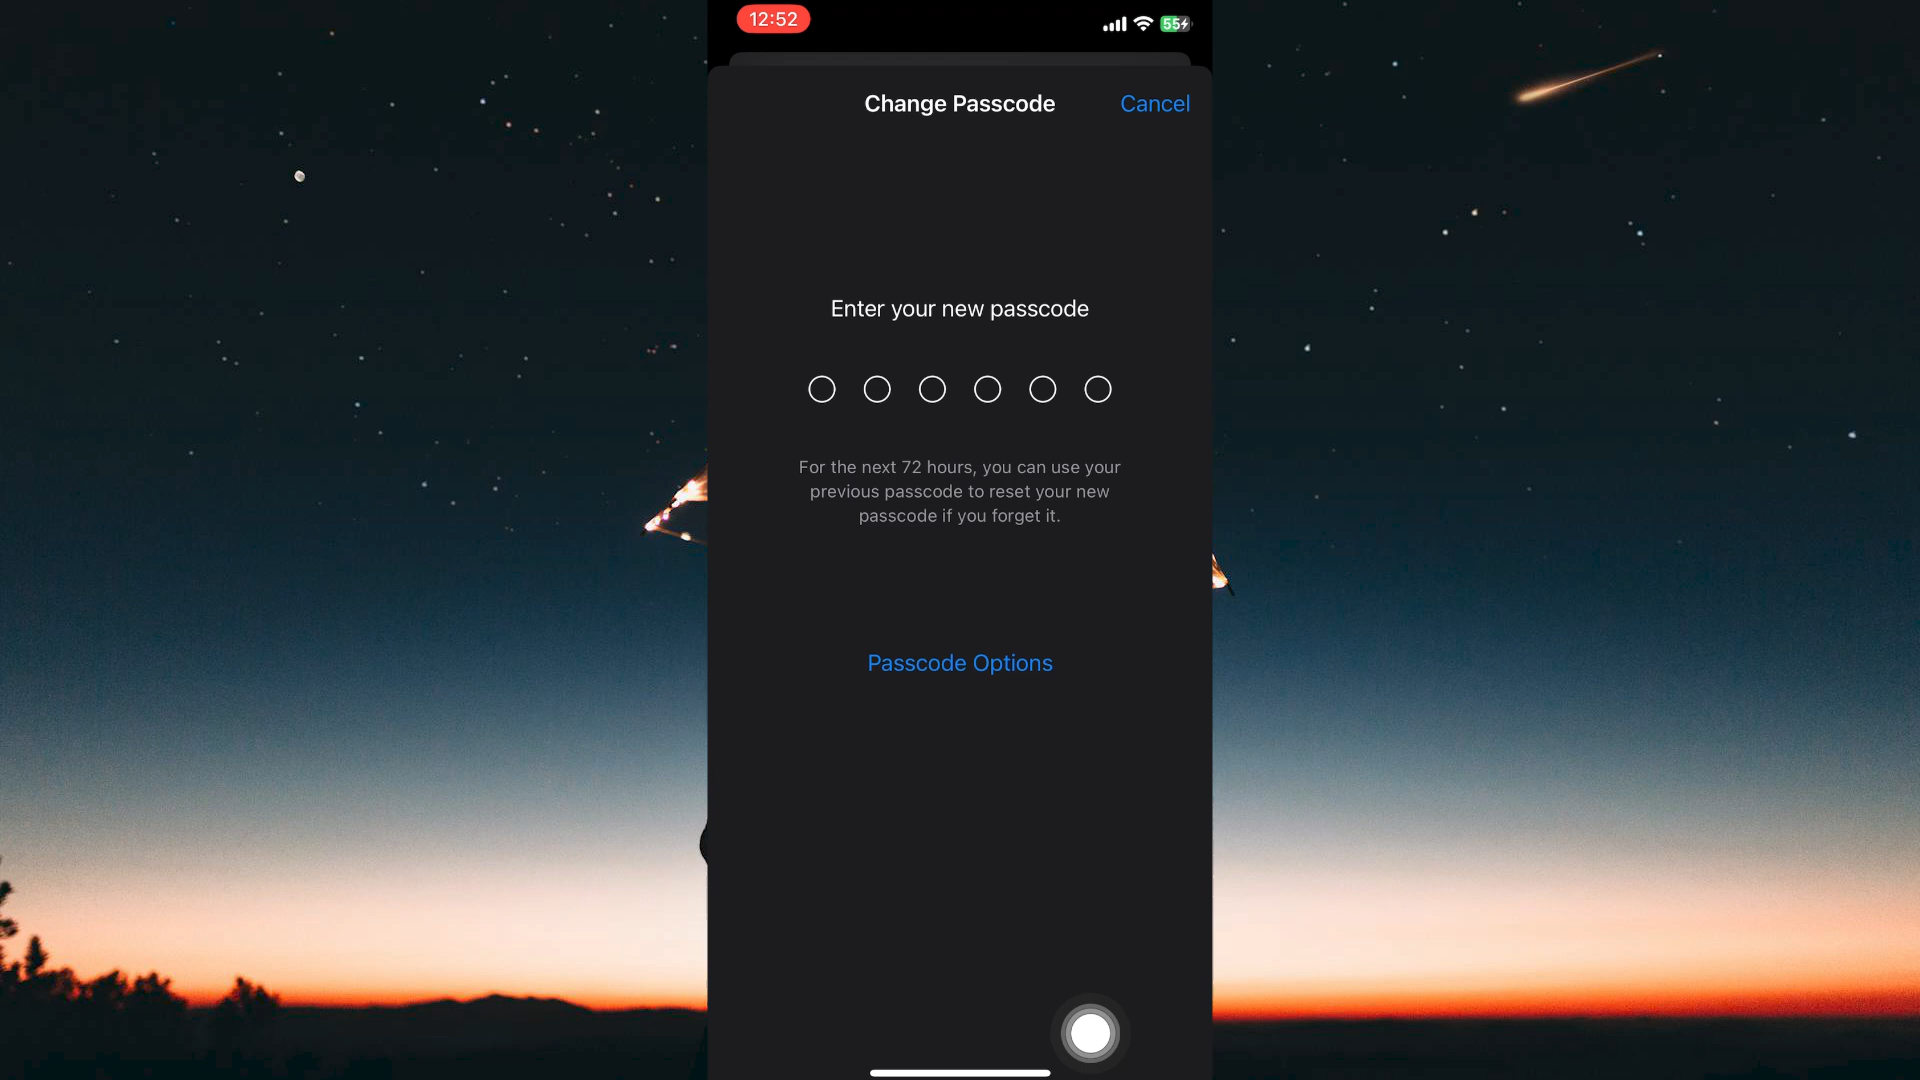 12:52
55
Change Passcode
Cancel
Enter your new passcode
For the next 72 hours, you can use your
previous passcode to reset your new
passcode if you forget it.
Passcode Options